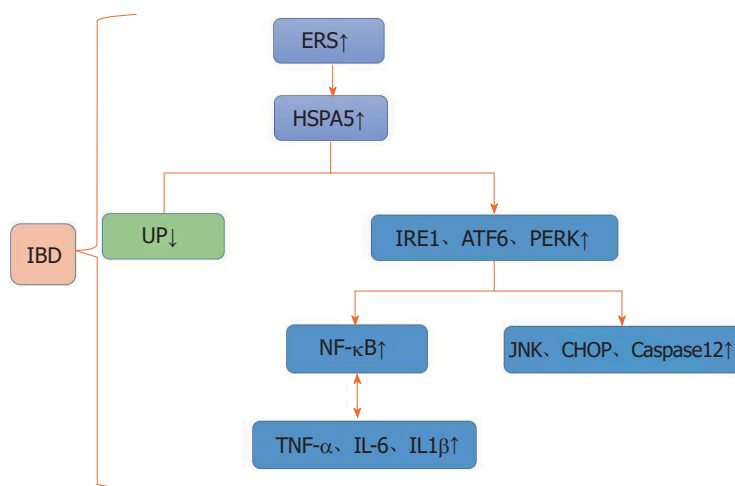 ERS↑
HSPA5↑
UP↓
IBD
IRE1、ATF6、PERK↑
NF-κB↑
JNK、CHOP、Caspase12↑
TNF-α、IL-6、IL1β↑